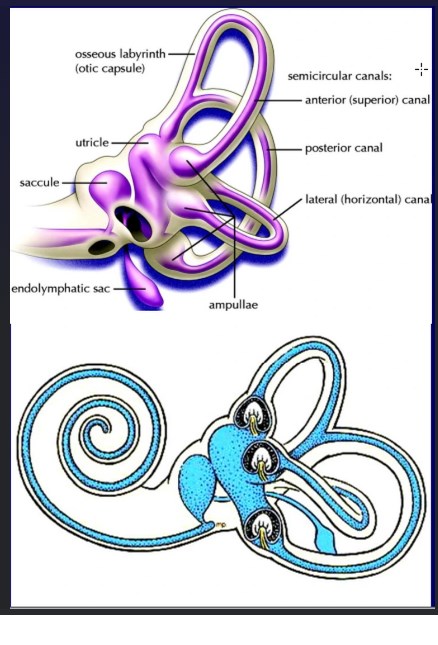 osseous labyrinth
(otic capsule)
semicircular canals:
anterior (superior) canal
utricle
posterior canal
saccule
lateral (horizontal) canal
endolymphatic sac
ampullae
mp